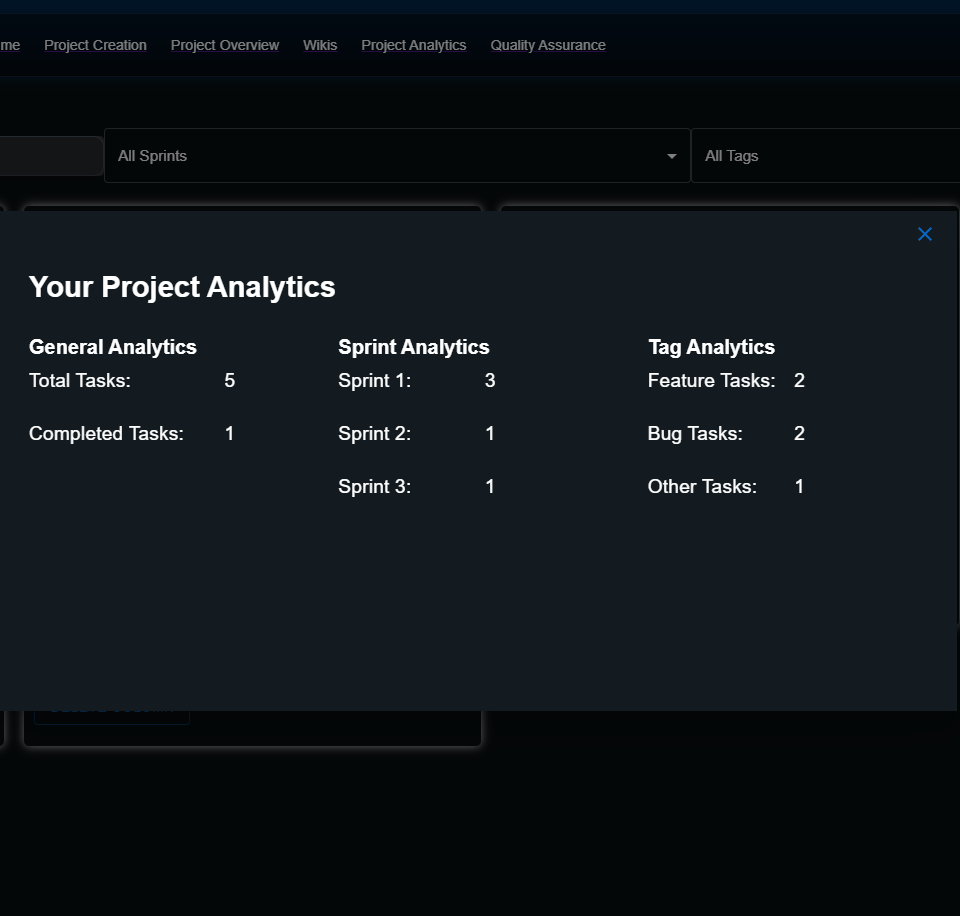 me Project Creation Project Overview Wikis Project Analytics Quality Assurance
All Sprints All Tags
Your Project Analytics
General Analytics Sprint Analytics Tag Analytics
Total Tasks: 5 Sprint 1: 3 Feature Tasks: 2
Completed Tasks: 1 Sprint 2: 1 Bug Tasks: 2
Sprint 3: 1 Other Tasks: 1